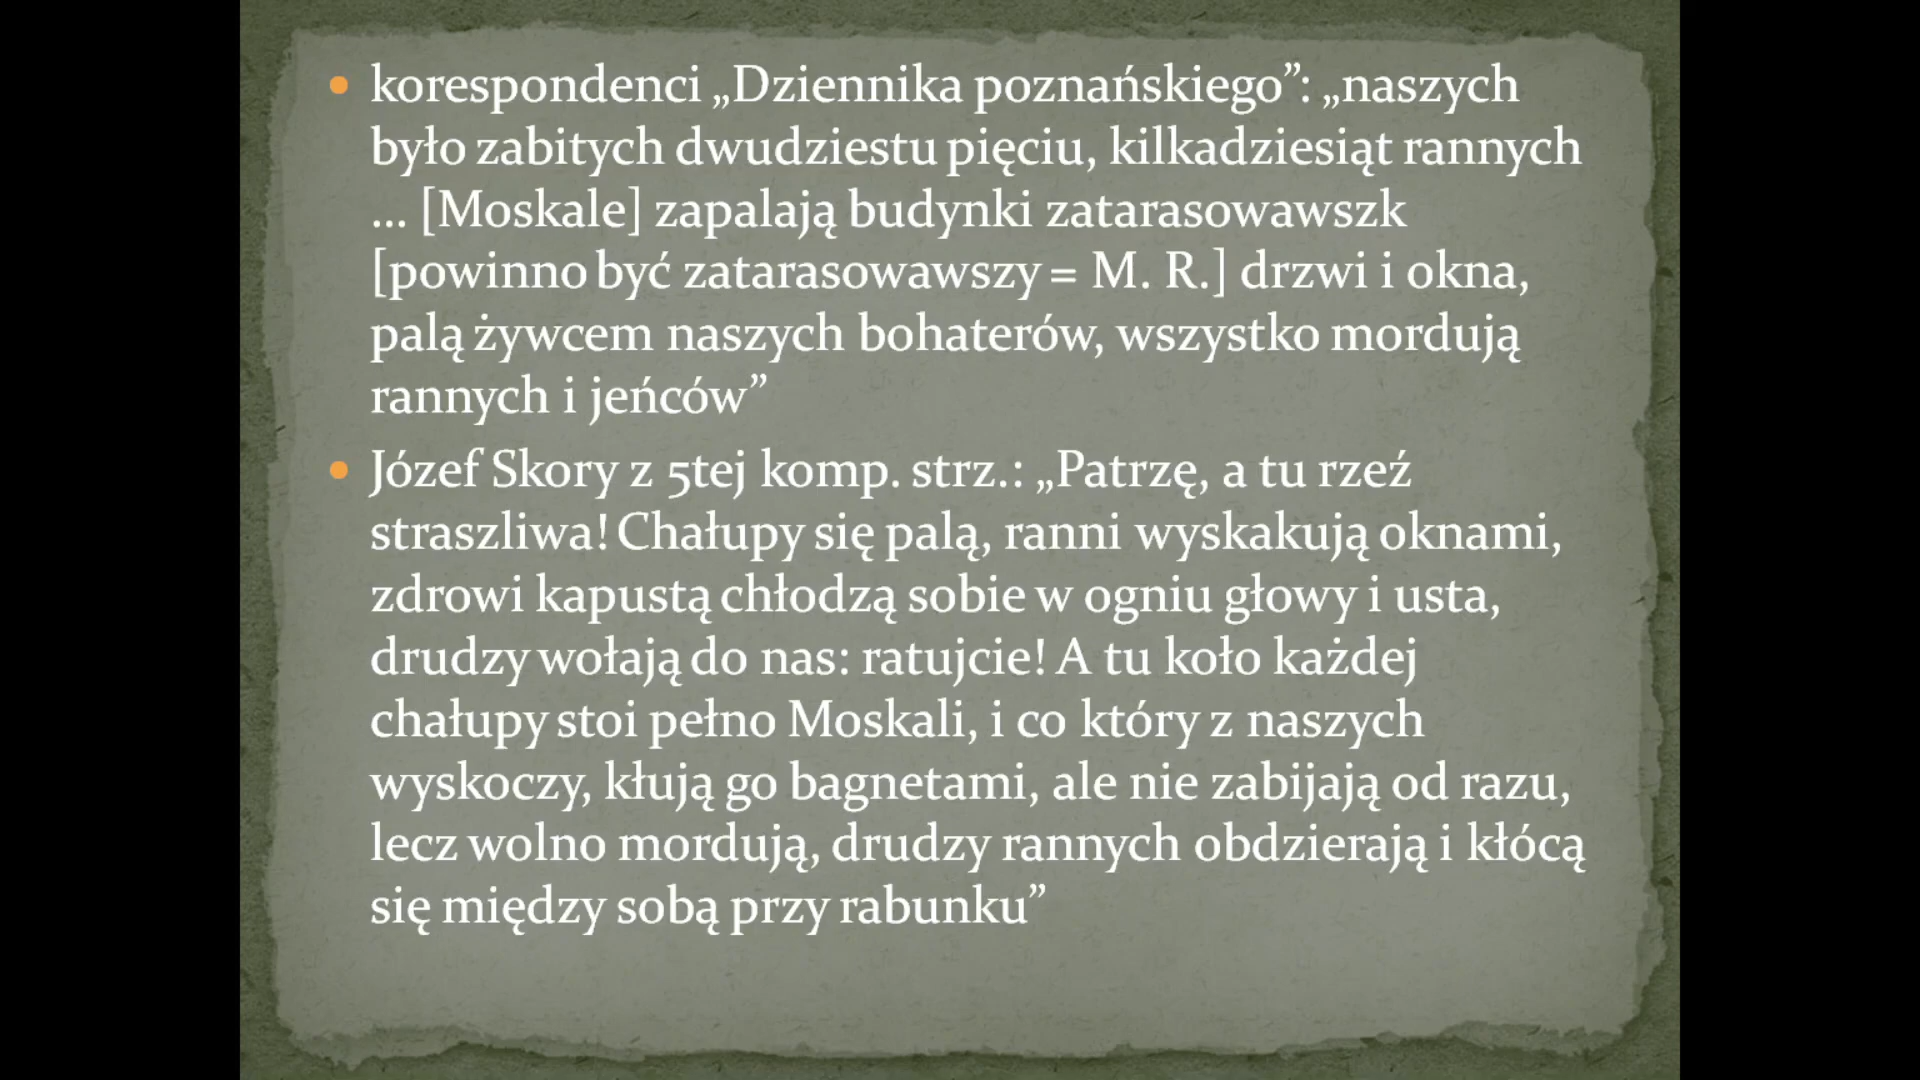 • korespondenci „Dziennika poznańskiego”: „naszych
było zabitych dwudziestu pięciu, kilkadziesiąt rannych
... [Moskale] zapalają budynki zatarasowawszk
[powinno być zatarasowawszy = M. R.] drzwi i okna,
palą żywcem naszych bohaterów, wszystko mordują
rannych i jeńców”
• Józef Skory z 5tej komp. strz.: „Patrzę, a tu rzeź
straszliwa! Chałupy się palą, ranni wyskakują oknami,
zdrowi kapustą chłodzą sobie w ogniu głowy i usta,
drudzy wołają do nas: ratujcie! A tu koło każdej
chałupy stoi pełno Moskali, i co który z naszych
wyskoczy, kłują go bagnetami, ale nie zabijają od razu,
lecz wolno mordują, drudzy rannych obdzierają i kłócą
się między sobą przy rabunku”